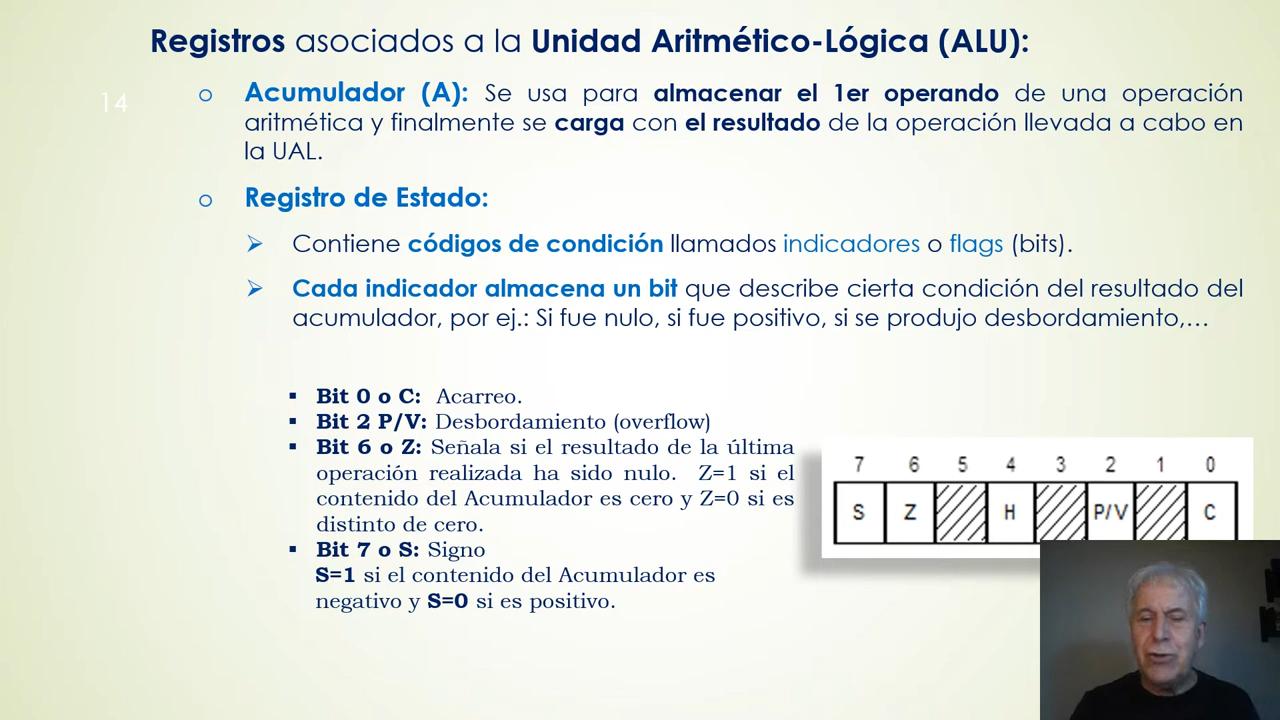 Registros asociados a la Unidad Aritmético-Lógica (ALU):
14
o Acumulador (A): Se usa para almacenar el 1er operando de una operación
aritmética y finalmente se carga con el resultado de la operación llevada a cabo en
la UAL.
o Registro de Estado:
➢ Contiene códigos de condición llamados indicadores o flags (bits).
➢ Cada indicador almacena un bit que describe cierta condición del resultado del
acumulador, por ej.: Si fue nulo, si fue positivo, si se produjo desbordamiento,...
▪ Bit 0 o C: Acarreo.
▪ Bit 2 P/V: Desbordamiento (overflow)
▪ Bit 6 o Z: Señala si el resultado de la última
operación realizada ha sido nulo. Z=1 si el
contenido del Acumulador es cero y Z=0 si es
distinto de cero.
▪ Bit 7 o S: Signo
S=1 si el contenido del Acumulador es
negativo y S=0 si es positivo.
7 6 5 4 3 2 1 0
S Z H P/V C